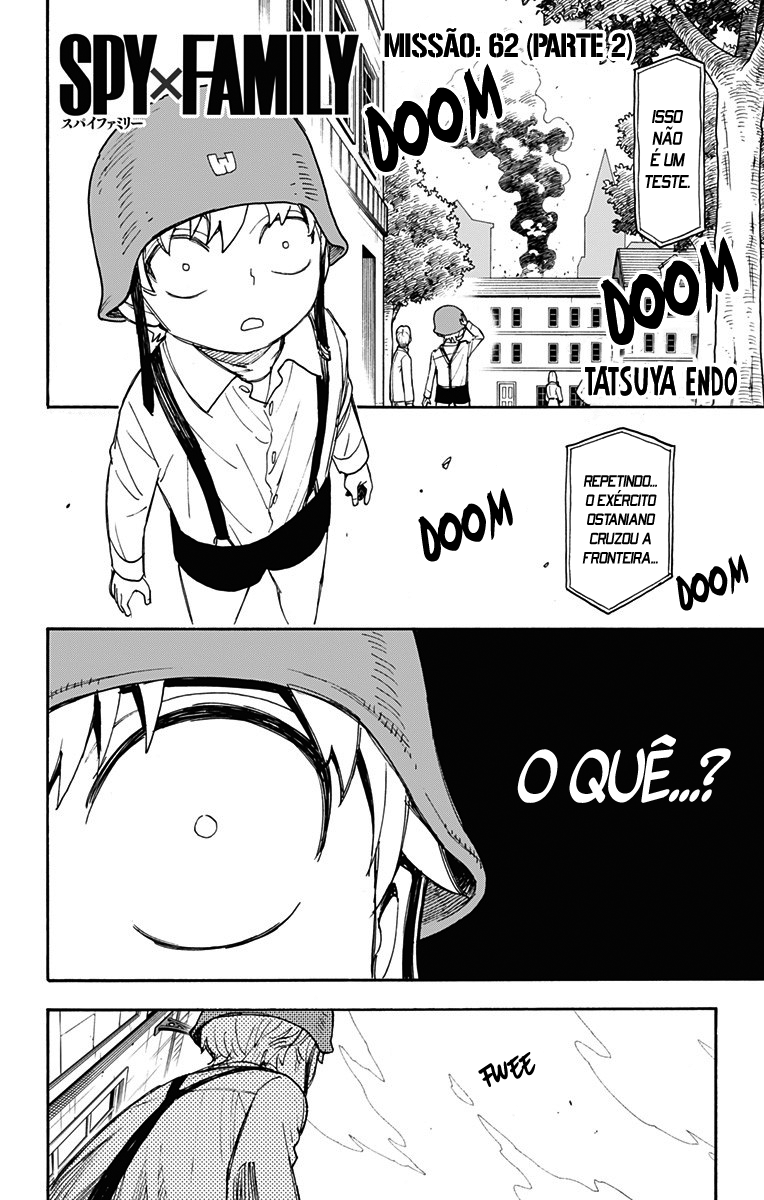 SPY×FAMILY
スパイファミリー
MISSÃO: 62 (PARTE 2)
ISSO
NÃO
É UM
TESTE.
DOOM
DOOM
TATSUYA ENDO
W
REPETINDO...
O EXÉRCITO
OSTANIANO
CRUZOU A
FRONTEIRA...
DOOM
DOOM
O QUÊ...?
FWEE